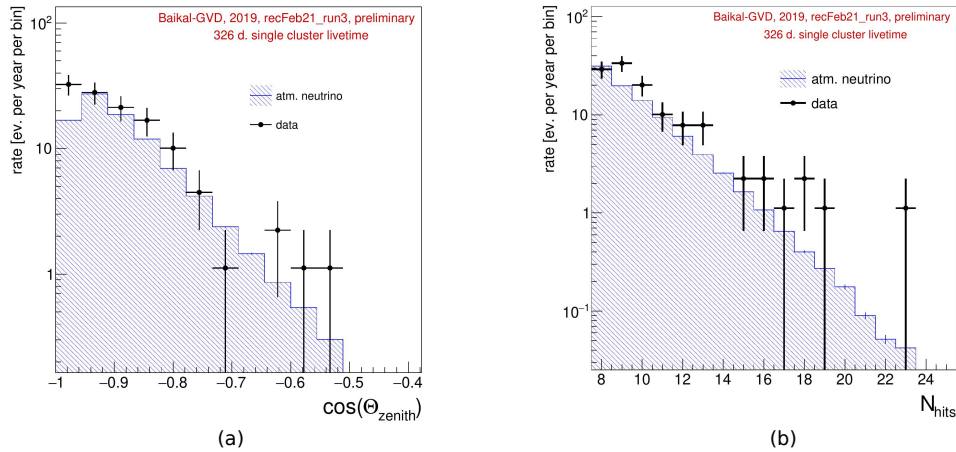 Baikal-GVD, 2019, recFeb21_run3, preliminary
326 d. single cluster livetime
rate [ev. per year per bin]
10²
10
1
atm. neutrino
data
−1 −0.9 −0.8 −0.7 −0.6 −0.5 −0.4
cos(Θzenith)
(a)
Baikal-GVD, 2019, recFeb21_run3, preliminary
326 d. single cluster livetime
rate [ev. per year per bin]
10²
10
1
10⁻¹
atm. neutrino
data
8 10 12 14 16 18 20 22 24
Nhits
(b)